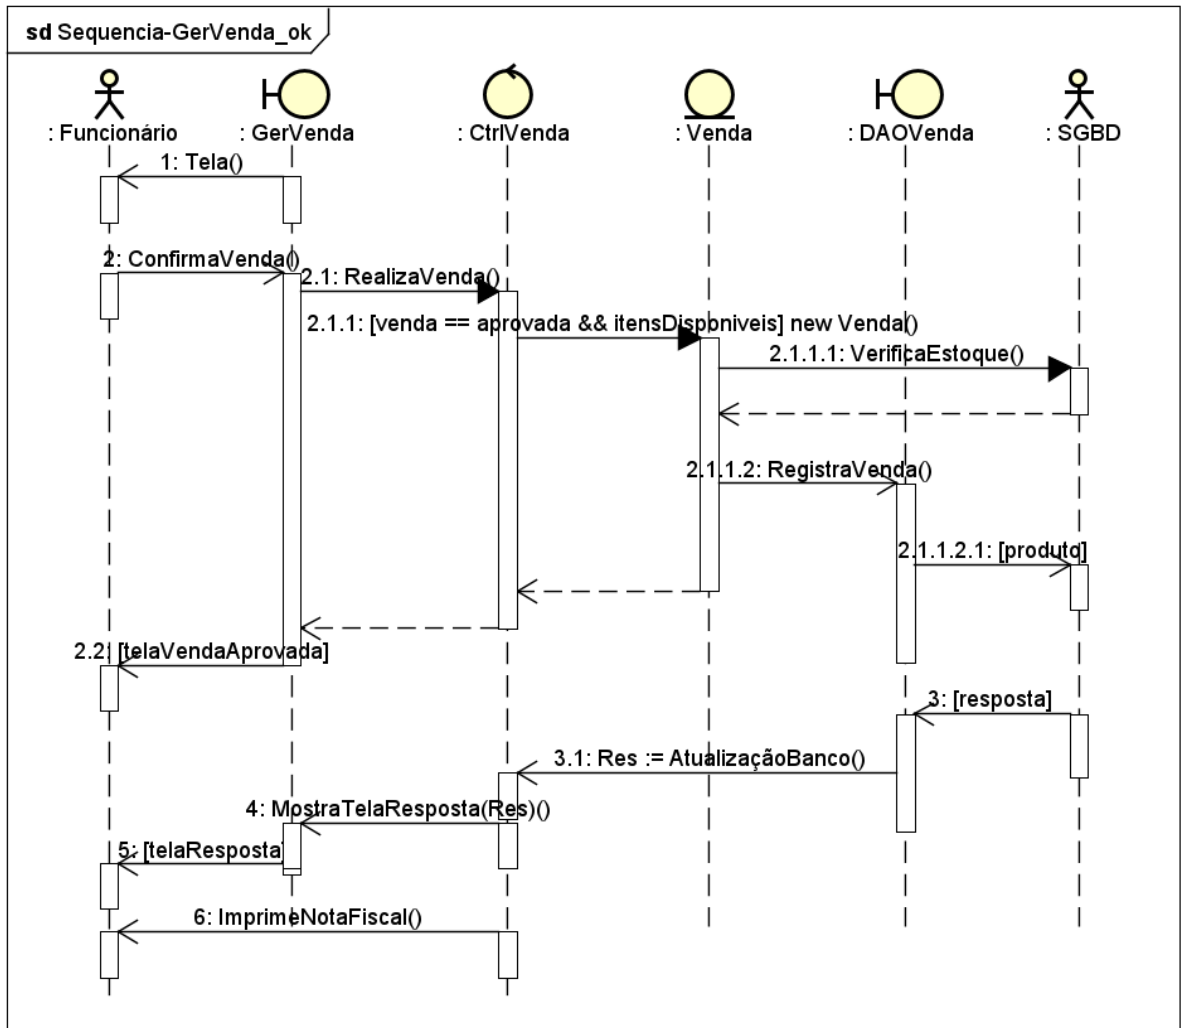 sd Sequencia-GerVenda_ok
: Funcionário
: GerVenda
: CtrlVenda
: Venda
: DAOVenda
: SGBD
1: Tela()
2: ConfirmaVenda()
2.1: RealizaVenda()
2.1.1: [venda == aprovada && itensDisponiveis] new Venda()
2.1.1.1: VerificaEstoque()
2.1.1.2: RegistraVenda()
2.1.1.2.1: [produto]
2.2: [telaVendaAprovada]
3: [resposta]
3.1: Res := AtualizaçãoBanco()
4: MostraTelaResposta(Res)()
5: [telaResposta]
6: ImprimeNotaFiscal()